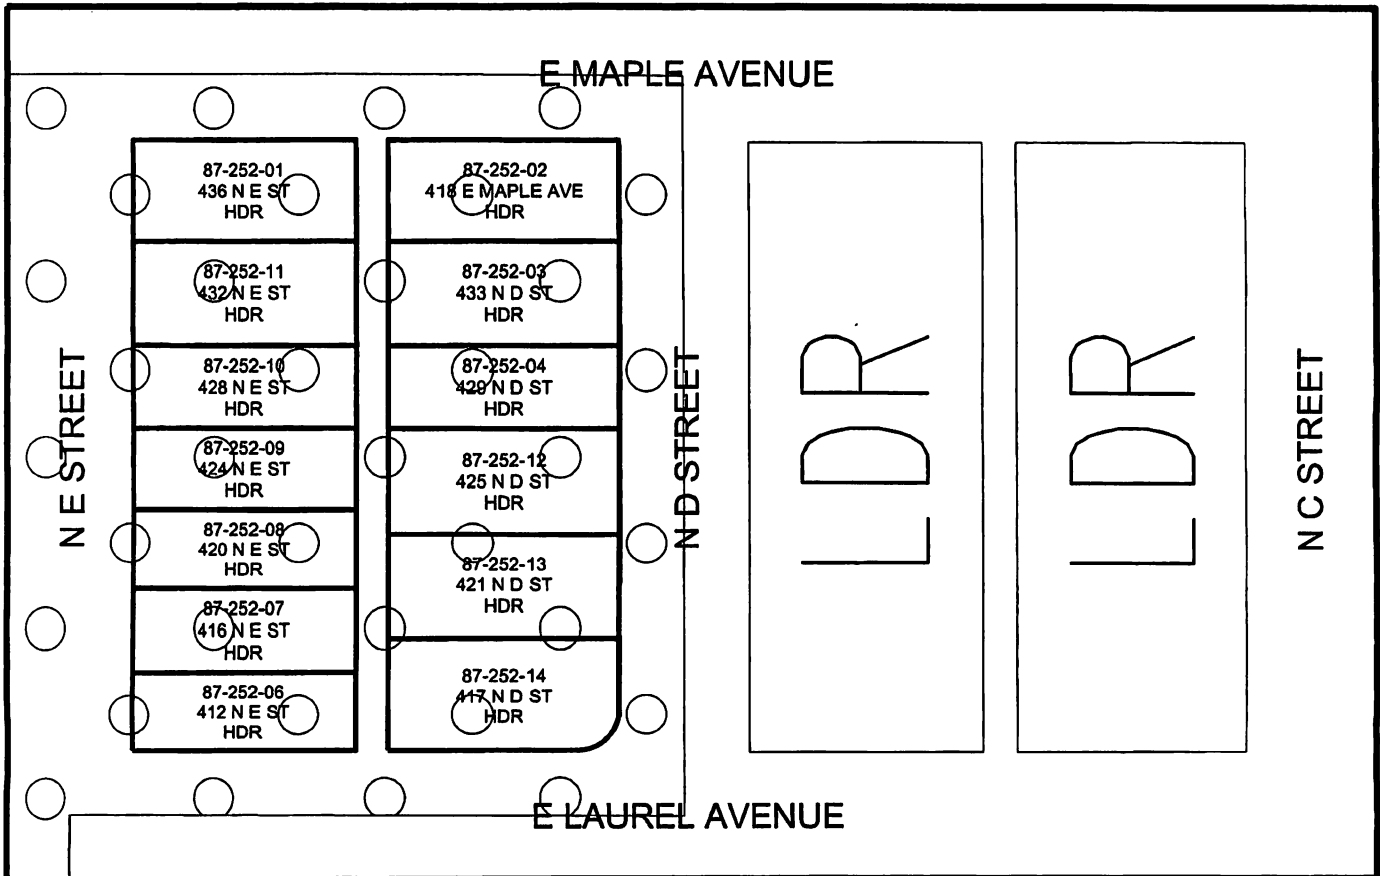 E MAPLE AVENUE
87-252-01
436 N E ST
HDR
87-252-02
418 E MAPLE AVE
HDR
87-252-11
432 N E ST
HDR
87-252-03
433 N D ST
HDR
87-252-10
428 N E ST
HDR
87-252-04
429 N D ST
HDR
87-252-09
424 N E ST
HDR
87-252-12
425 N D ST
HDR
87-252-08
420 N E ST
HDR
87-252-13
421 N D ST
HDR
87-252-07
416 N E ST
HDR
87-252-14
417 N D ST
HDR
87-252-06
412 N E ST
HDR
N E STREET
N D STREET
LDR
LDR
N C STREET
E LAUREL AVENUE